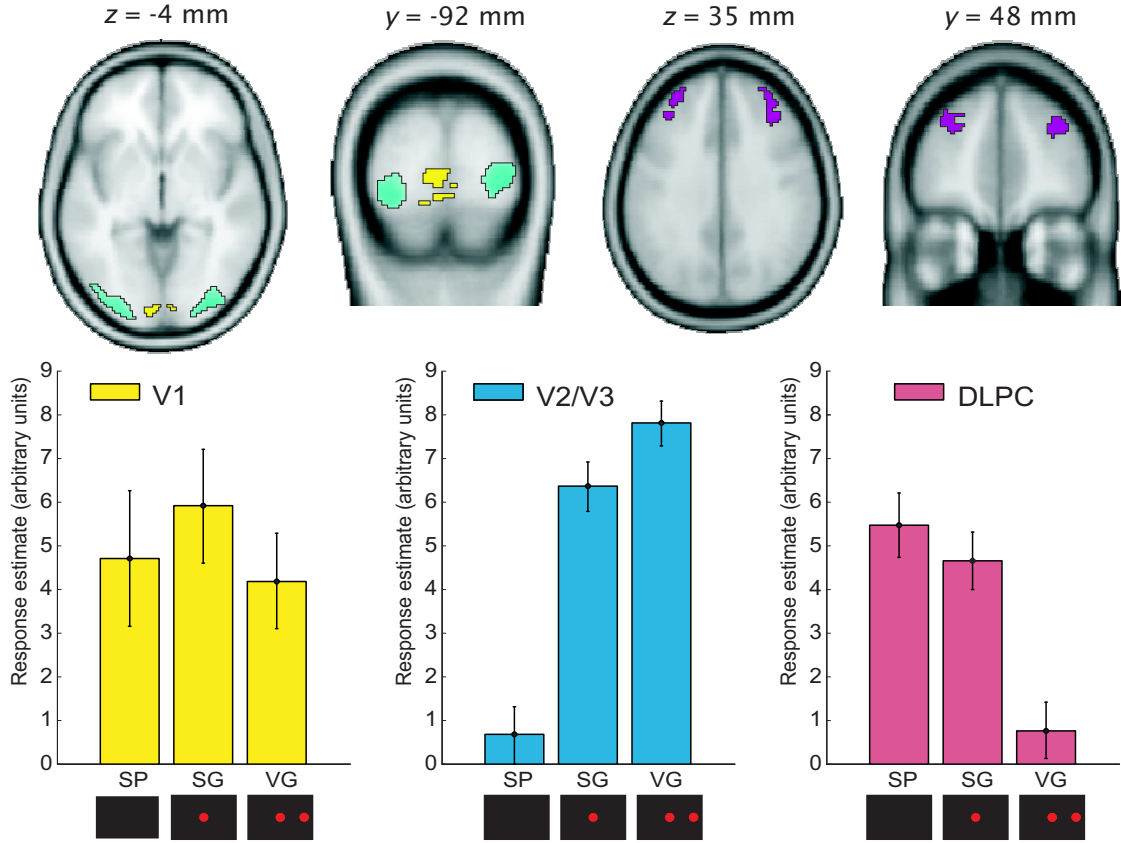 z = -4 mm
y = -92 mm
z = 35 mm
y = 48 mm
Response estimate (arbitrary units)
9
8
7
6
5
4
3
2
1
0
V1
SP SG VG
Response estimate (arbitrary units)
9
8
7
6
5
4
3
2
1
0
V2/V3
SP SG VG
Response estimate (arbitrary units)
9
8
7
6
5
4
3
2
1
0
DLPC
SP SG VG